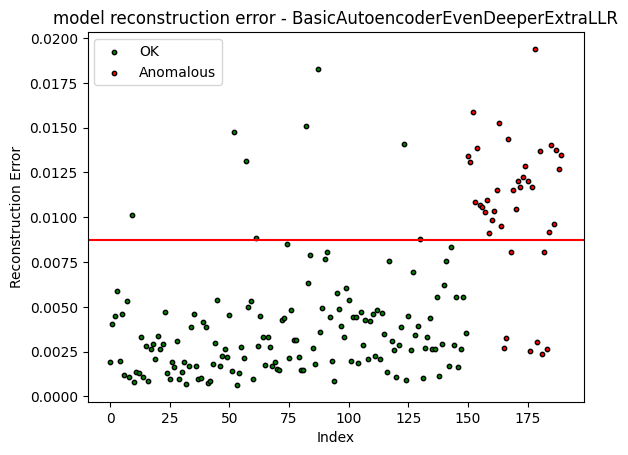 model reconstruction error - BasicAutoencoderEvenDeeperExtraLLR
OK
Anomalous
Reconstruction Error
0.0200
0.0175
0.0150
0.0125
0.0100
0.0075
0.0050
0.0025
0.0000
0 25 50 75 100 125 150 175
Index